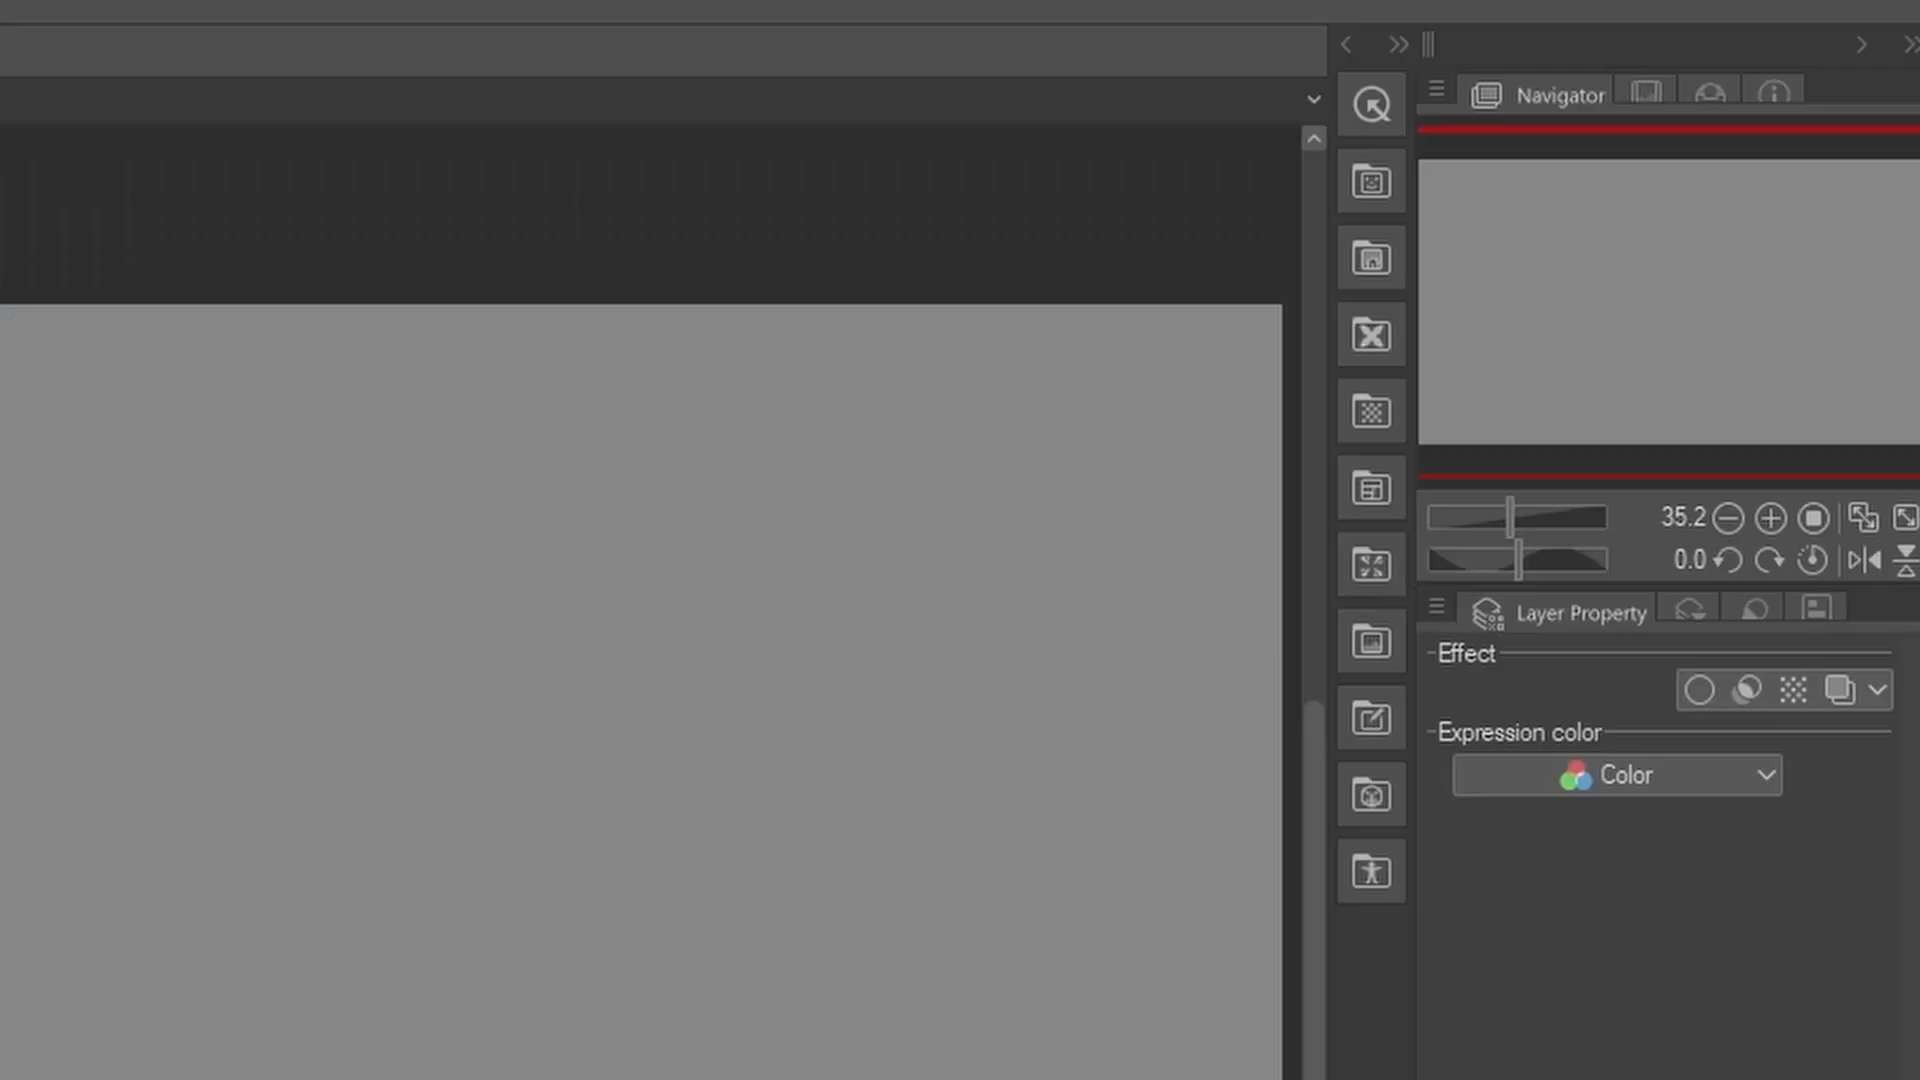 Navigator
35.2
0.0
Layer Property
Effect
Expression color
Color